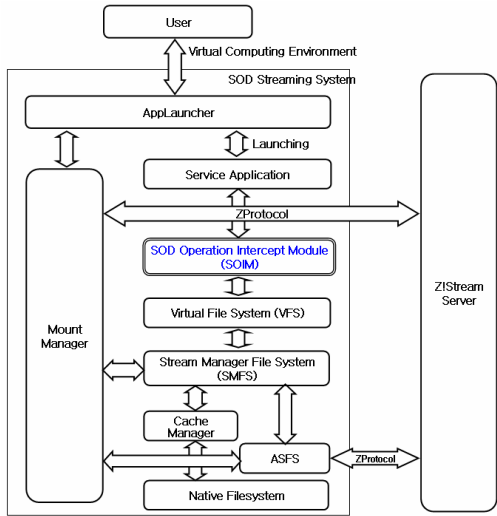 User
Virtual Computing Environment
SOD Streaming System
AppLauncher
Launching
Service Application
ZProtocol
SOD Operation Intercept Module
(SOIM)
Virtual File System (VFS)
Z!Stream
Server
Mount
Manager
Stream Manager File System
(SMFS)
Cache
Manager
ASFS
ZProtocol
Native Filesystem